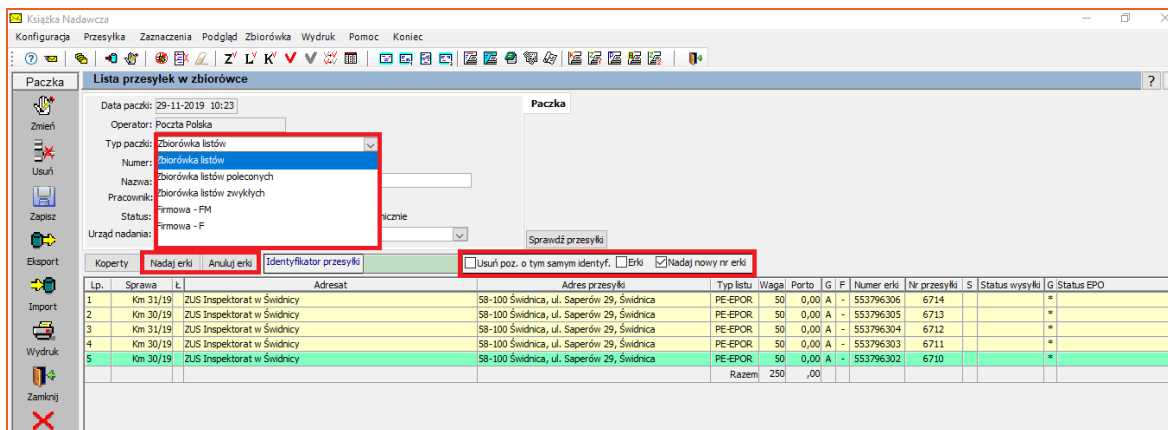 Książka Nadawcza
Konfiguracja Przesyłka Zaznaczenia Podgląd Zbiorówka Wydruk Pomoc Koniec
Paczka
Lista przesyłek w zbiorówce
?
Zmień
Usuń
Zapisz
Eksport
Import
Wydruk
Zamknij
Data paczki: 29-11-2019 10:23
Operator: Poczta Polska
Typ paczki: Zbiorówka listów
Numer: Zbiorówka listów
Zbiorówka listów poleconych
Nazwa:
Zbiorówka listów zwykłych
Pracownik:
Firmowa - FM
Status:
Firmowa - F
Urząd nadania:
Paczka
Sprawdź przesyłki
Koperty Nadaj erki Anuluj erki Identyfikator przesyłki Usuń poz. o tym samym identyf. Erki Nadaj nowy nr erki
Lp. Sprawa Ł Adresat Adres przesyłki Typ listu Waga Porto G F Numer erki Nr przesyłki S Status wysyłki G Status EPO
1 Km 31/19 ZUS Inspektorat w Świdnicy 58-100 Świdnica, ul. Saperów 29, Świdnica PE-EPOR 50 0,00 A - 553796306 6714 *
2 Km 30/19 ZUS Inspektorat w Świdnicy 58-100 Świdnica, ul. Saperów 29, Świdnica PE-EPOR 50 0,00 A - 553796305 6713 *
3 Km 31/19 ZUS Inspektorat w Świdnicy 58-100 Świdnica, ul. Saperów 29, Świdnica PE-EPOR 50 0,00 A - 553796304 6712 *
4 Km 30/19 ZUS Inspektorat w Świdnicy 58-100 Świdnica, ul. Saperów 29, Świdnica PE-EPOR 50 0,00 A - 553796303 6711 *
5 Km 30/19 ZUS Inspektorat w Świdnicy 58-100 Świdnica, ul. Saperów 29, Świdnica PE-EPOR 50 0,00 A - 553796302 6710 *
Razem 250 ,00